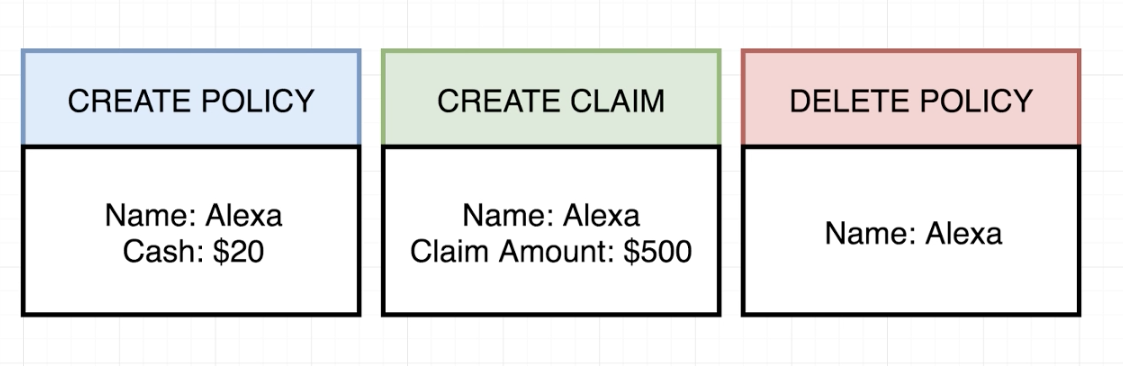 CREATE POLICY
Name: Alexa
Cash: $20
CREATE CLAIM
Name: Alexa
Claim Amount: $500
DELETE POLICY
Name: Alexa